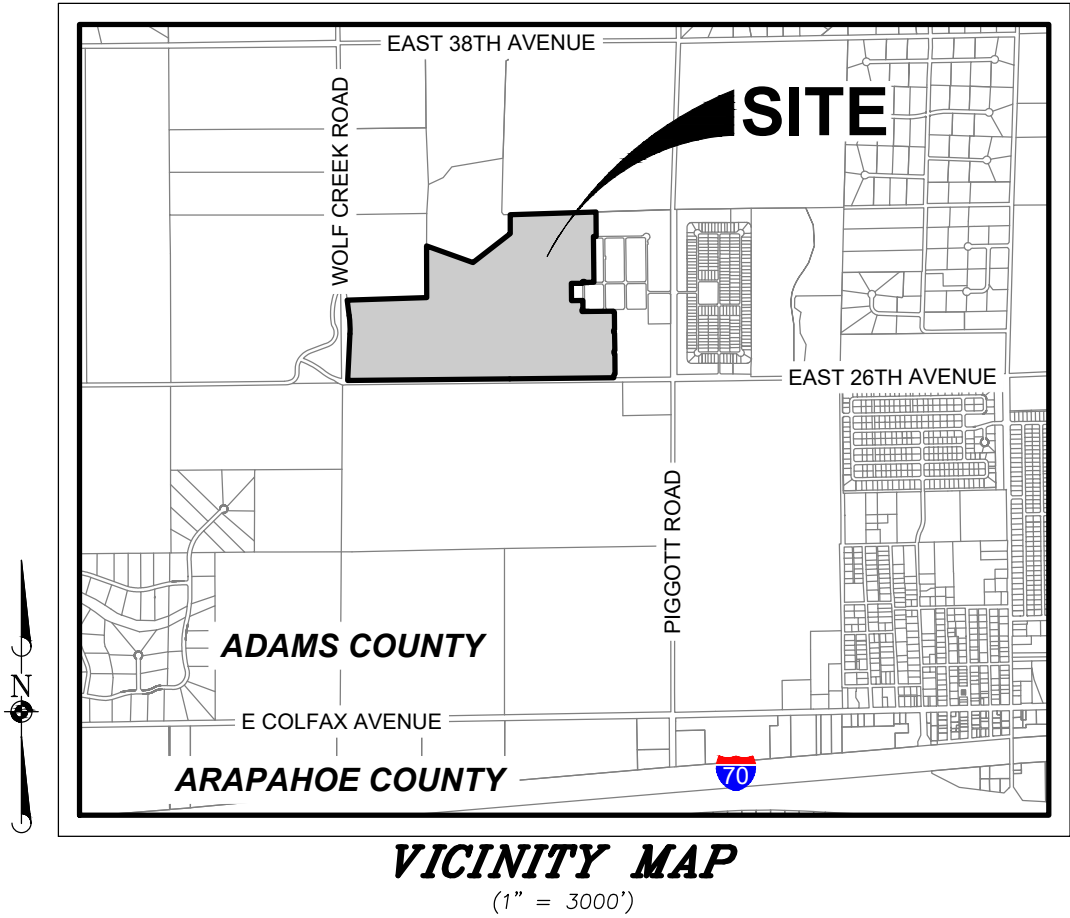 EAST 38TH AVENUE
SITE
WOLF CREEK ROAD
EAST 26TH AVENUE
PIGGOTT ROAD
ADAMS COUNTY
N
E COLFAX AVENUE
ARAPAHOE COUNTY
70
VICINITY MAP
(1" = 3000')